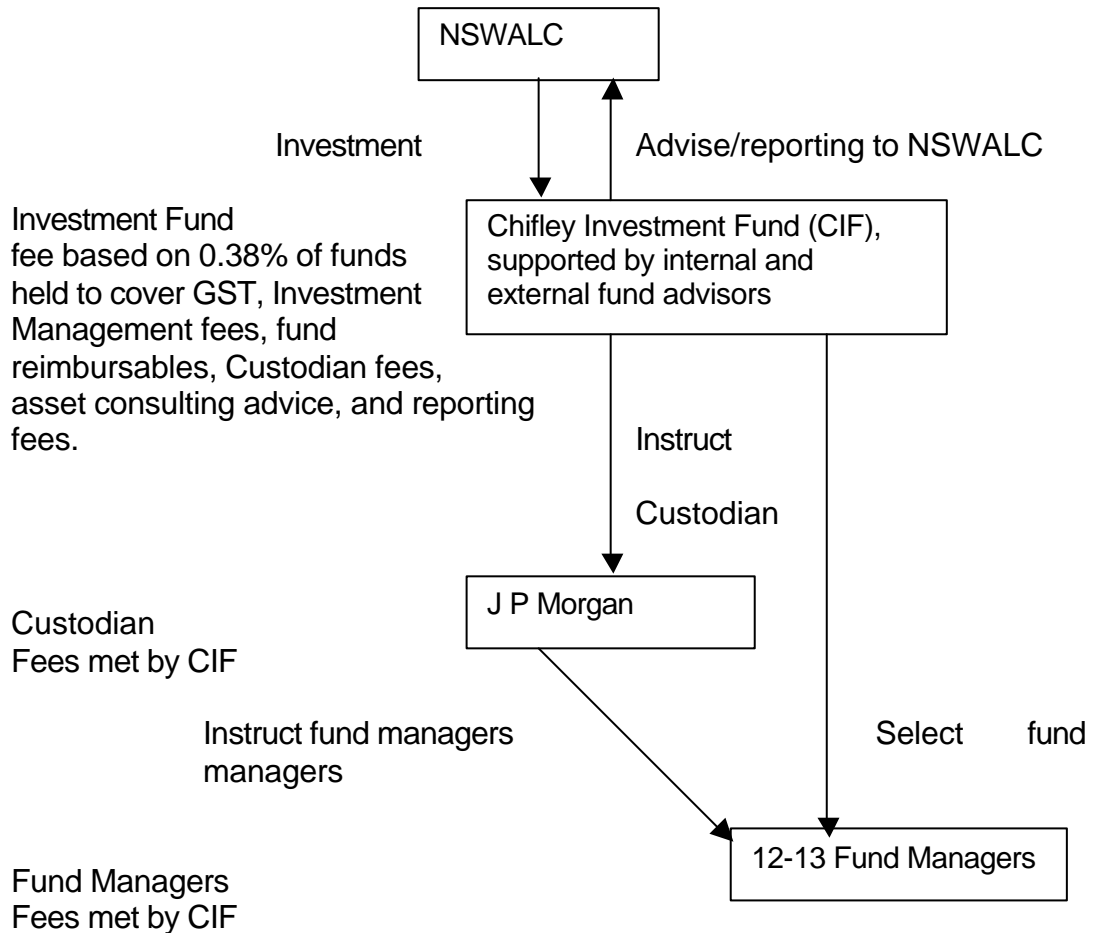 NSWALC
Investment
Advise/reporting to NSWALC
Investment Fund
fee based on 0.38% of funds
held to cover GST, Investment
Management fees, fund
reimbursables, Custodian fees,
asset consulting advice, and reporting
fees.
Chifley Investment Fund (CIF),
supported by internal and
external fund advisors
Instruct
Custodian
J P Morgan
Custodian
Fees met by CIF
Instruct fund managers
Select fund
managers
12-13 Fund Managers
Fund Managers
Fees met by CIF